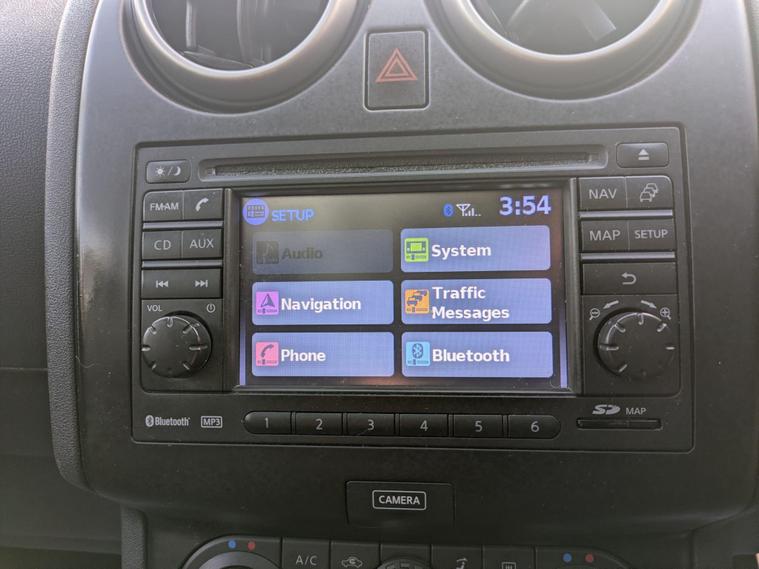 SETUP
3:54
Audio
System
Navigation
Traffic
Messages
Phone
Bluetooth
FM·AM
CD
AUX
VOL
NAV
MAP
SETUP
Bluetooth
MP3
1 2 3 4 5 6
SD MAP
CAMERA
A/C